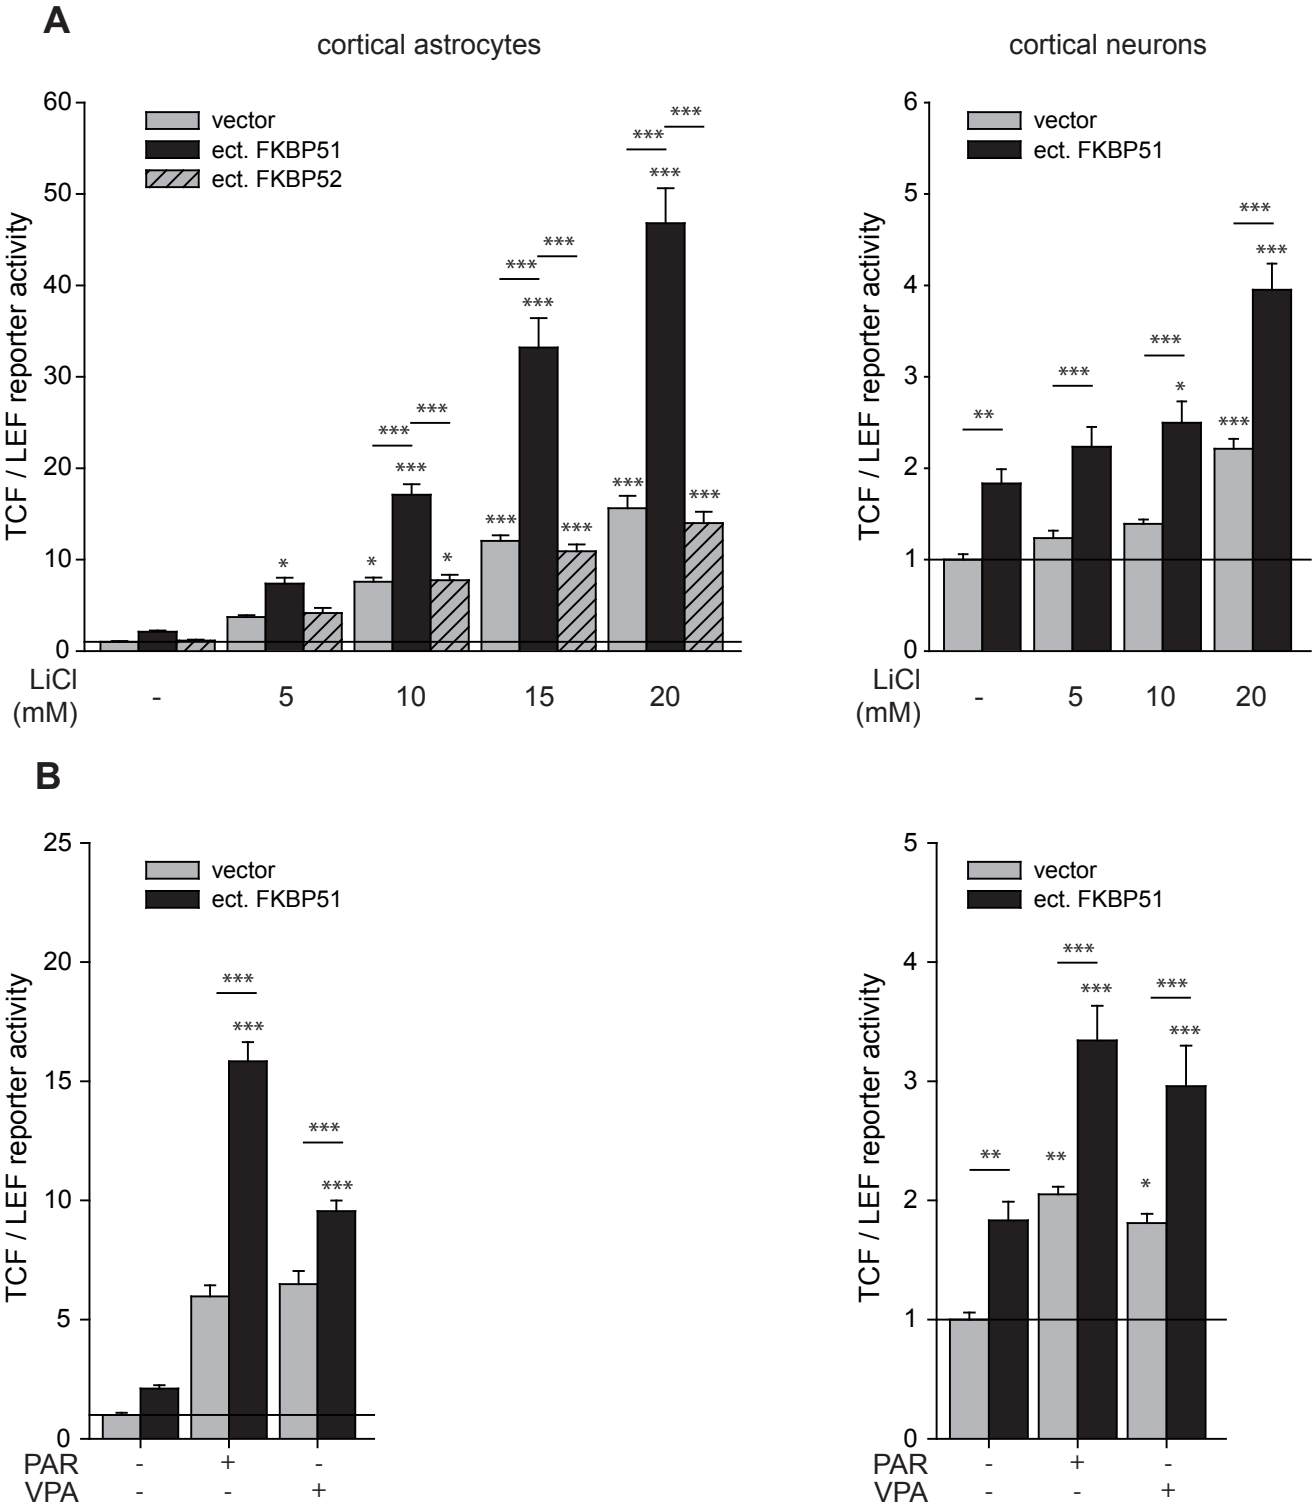 A
cortical astrocytes
cortical neurons
TCF / LEF reporter activity
60
50
40
30
20
10
0
vector
ect. FKBP51
ect. FKBP52
*
* *** *
*** *** ***
*** *** ***
*** ***
*** *** ***
*** ***
LiCl
(mM)
- 5 10 15 20
TCF / LEF reporter activity
6
5
4
3
2
1
0
vector
ect. FKBP51
**
***
***
*
***
***
***
LiCl
(mM)
- 5 10 20
B
TCF / LEF reporter activity
25
20
15
10
5
0
vector
ect. FKBP51
***
***
***
***
PAR - + -
VPA - - +
TCF / LEF reporter activity
5
4
3
2
1
0
vector
ect. FKBP51
**
***
***
**
***
***
*
PAR - + -
VPA - - +